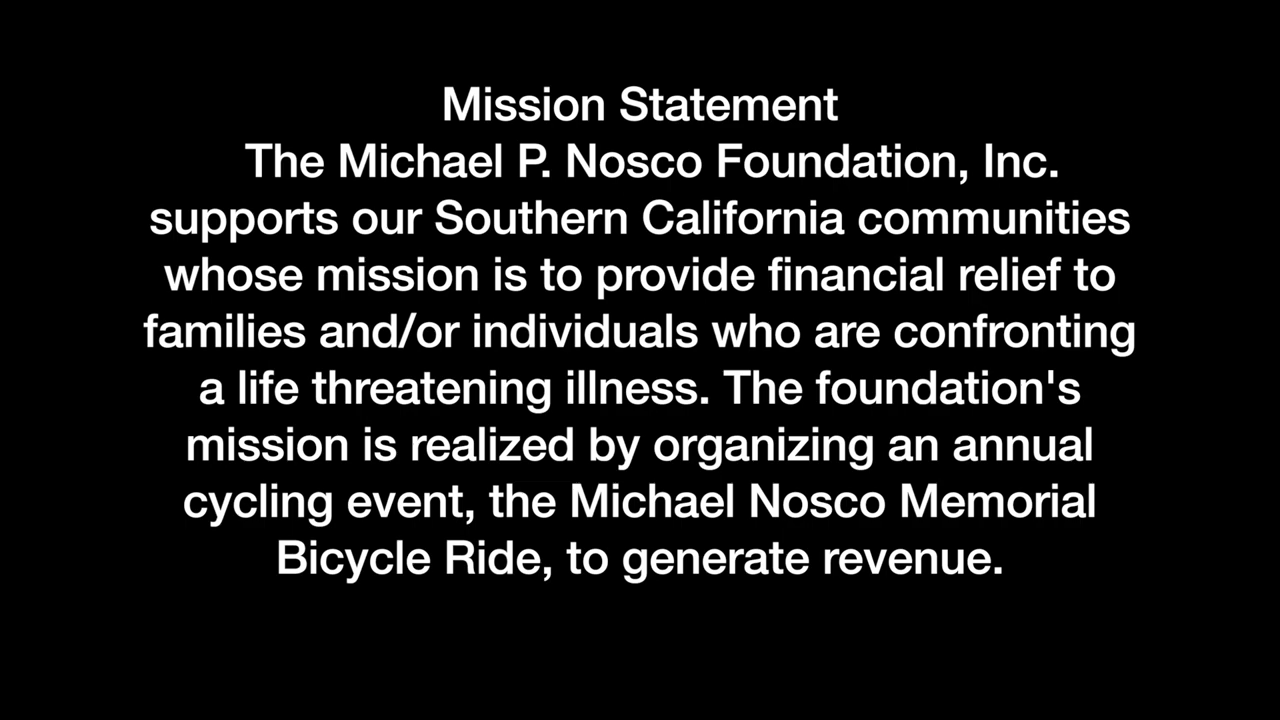 Mission Statement
The Michael P. Nosco Foundation, Inc.
supports our Southern California communities
whose mission is to provide financial relief to
families and/or individuals who are confronting
a life threatening illness. The foundation's
mission is realized by organizing an annual
cycling event, the Michael Nosco Memorial
Bicycle Ride, to generate revenue.